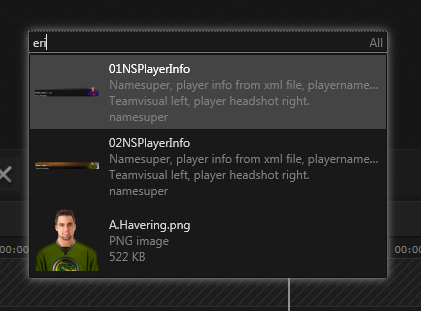 eri
All
01NSPlayerInfo
Namesuper, player info from xml file, playername...
Teamvisual left, player headshot right.
namesuper
02NSPlayerInfo
Namesuper, player info from xml file, playername...
Teamvisual left, player headshot right.
namesuper
A.Havering.png
PNG image
522 KB
00:00
00:00